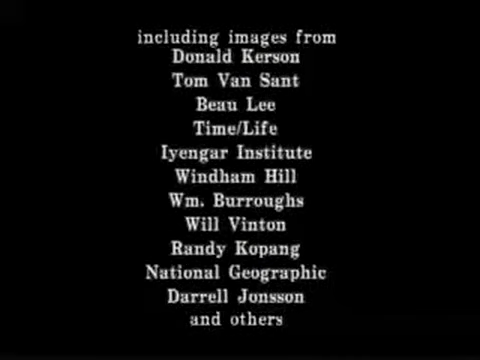 including images from
Donald Kerson
Tom Van Sant
Beau Lee
Time/Life
Iyengar Institute
Windham Hill
Wm. Burroughs
Will Vinton
Randy Kopang
National Geographic
Darrell Jonsson
and others